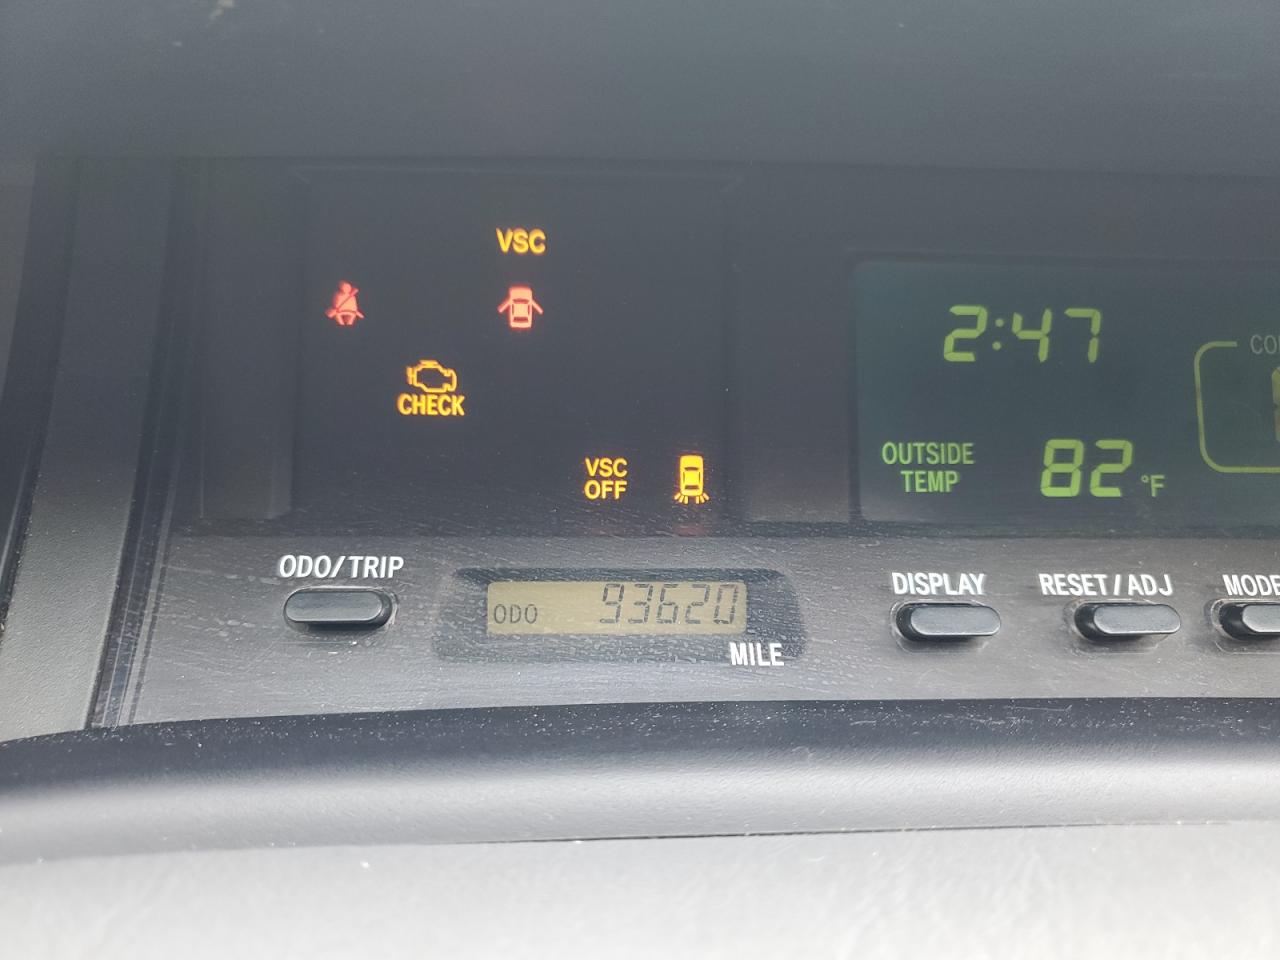 VSC
CHECK
VSC
OFF
2:47
OUTSIDE
TEMP
82 °F
ODO/TRIP
ODO 93620
MILE
DISPLAY
RESET/ADJ